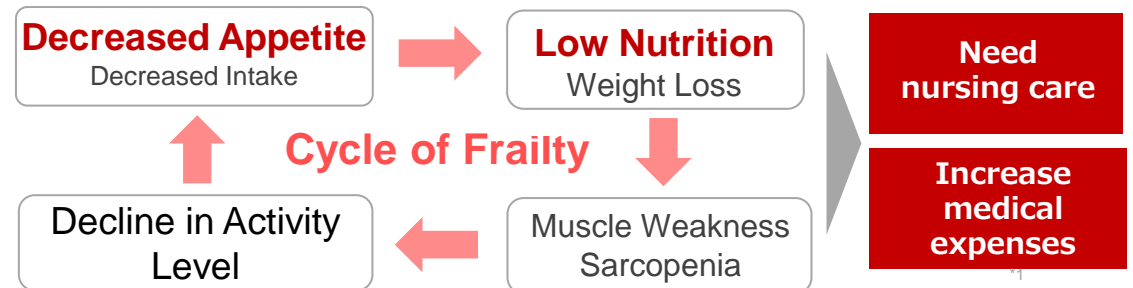 Decreased Appetite
Decreased Intake
Low Nutrition
Weight Loss
Need
nursing care
Cycle of Frailty
Decline in Activity
Level
Muscle Weakness
Sarcopenia
Increase
medical
expenses
*1